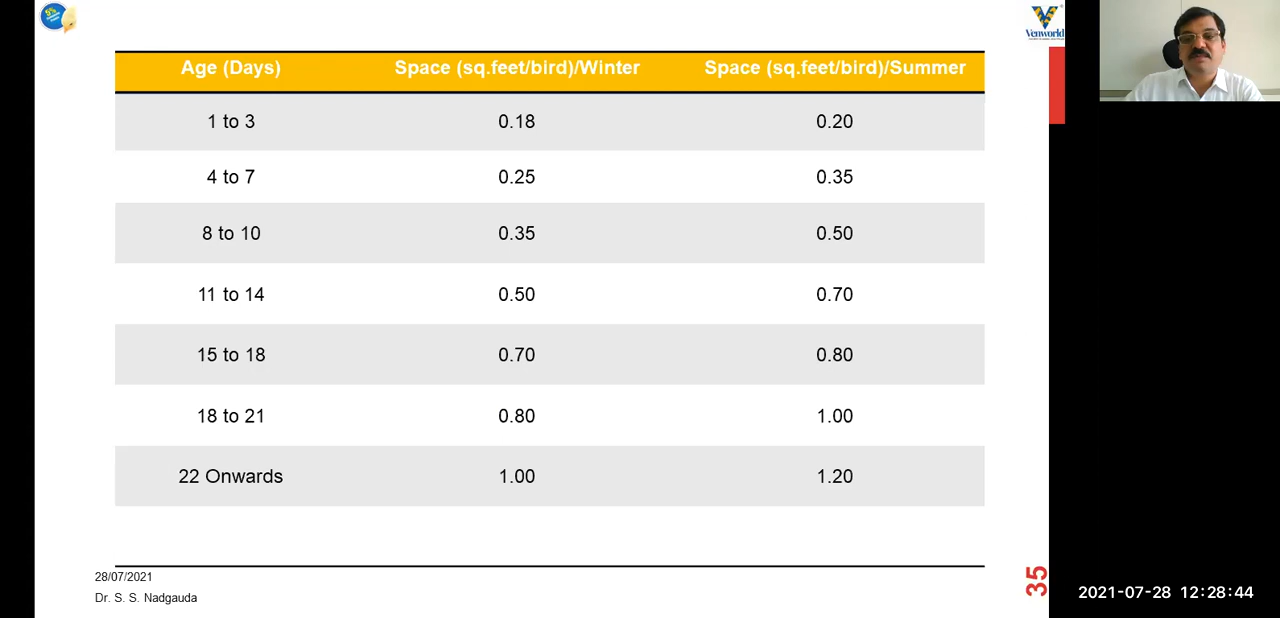 5%
Venworld
Age (Days) Space (sq.feet/bird)/Winter Space (sq.feet/bird)/Summer
1 to 3 0.18 0.20
4 to 7 0.25 0.35
8 to 10 0.35 0.50
11 to 14 0.50 0.70
15 to 18 0.70 0.80
18 to 21 0.80 1.00
22 Onwards 1.00 1.20
28/07/2021
Dr. S. S. Nadgauda
35
2021-07-28 12:28:44